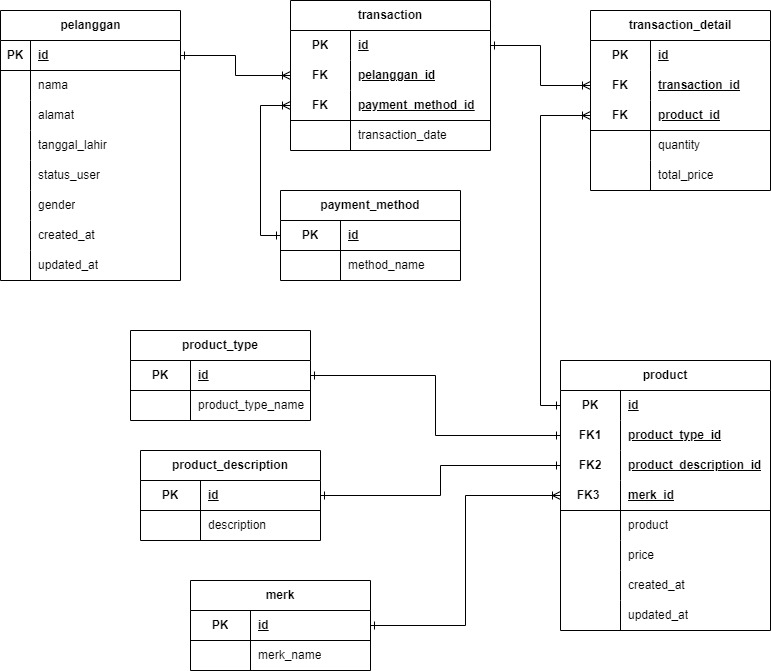 pelanggan
PK id
nama
alamat
tanggal_lahir
status_user
gender
created_at
updated_at
transaction
PK id
FK pelanggan_id
FK payment_method_id
transaction_date
transaction_detail
PK id
FK transaction_id
FK product_id
quantity
total_price
payment_method
PK id
method_name
product_type
PK id
product_type_name
product_description
PK id
description
merk
PK id
merk_name
product
PK id
FK1 product_type_id
FK2 product_description_id
FK3 merk_id
product
price
created_at
updated_at